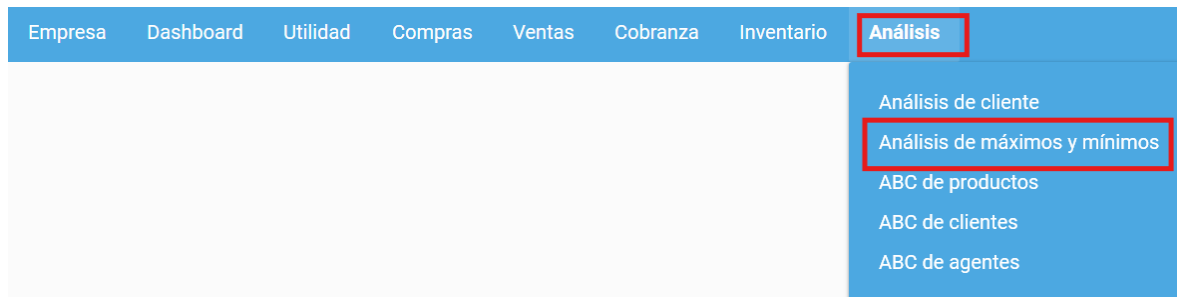 Empresa Dashboard Utilidad Compras Ventas Cobranza Inventario Análisis
Análisis de cliente
Análisis de máximos y mínimos
ABC de productos
ABC de clientes
ABC de agentes